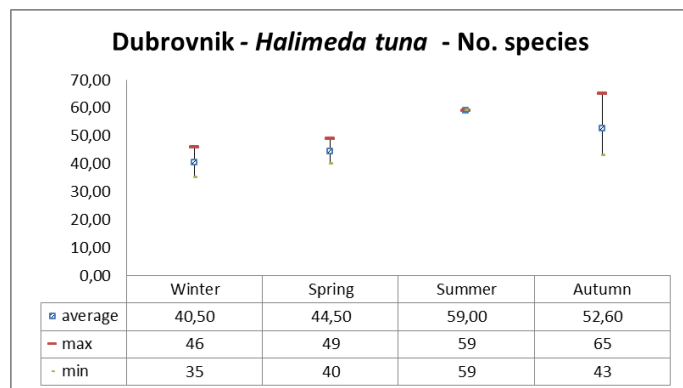 Dubrovnik - Halimeda tuna - No. species
70,00
60,00
50,00
40,00
30,00
20,00
10,00
0,00
Winter Spring Summer Autumn
average 40,50 44,50 59,00 52,60
max 46 49 59 65
min 35 40 59 43